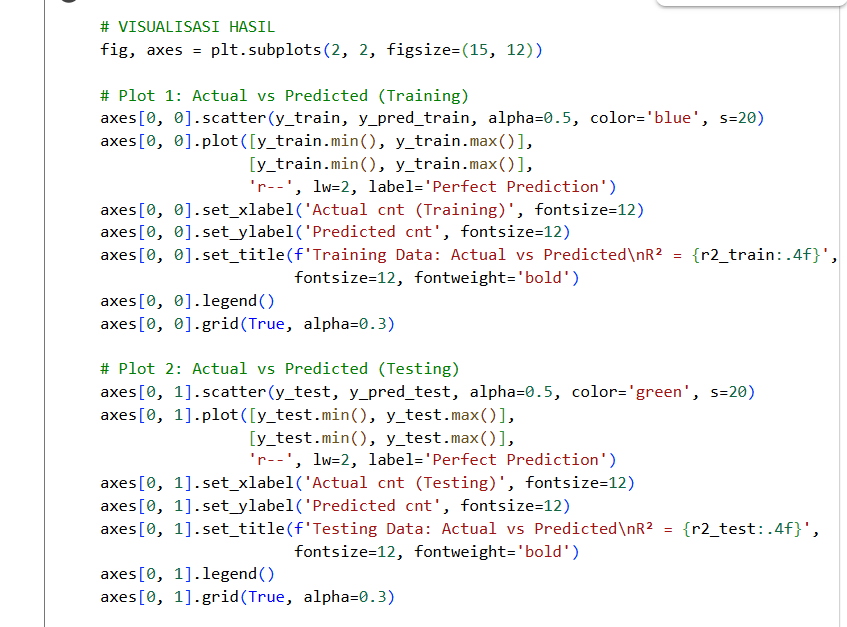 # VISUALISASI HASIL
fig, axes = plt.subplots(2, 2, figsize=(15, 12))

# Plot 1: Actual vs Predicted (Training)
axes[0, 0].scatter(y_train, y_pred_train, alpha=0.5, color='blue', s=20)
axes[0, 0].plot([y_train.min(), y_train.max()],
                [y_train.min(), y_train.max()],
                'r--', lw=2, label='Perfect Prediction')
axes[0, 0].set_xlabel('Actual cnt (Training)', fontsize=12)
axes[0, 0].set_ylabel('Predicted cnt', fontsize=12)
axes[0, 0].set_title(f'Training Data: Actual vs Predicted\nR² = {r2_train:.4f}',
                     fontsize=12, fontweight='bold')
axes[0, 0].legend()
axes[0, 0].grid(True, alpha=0.3)

# Plot 2: Actual vs Predicted (Testing)
axes[0, 1].scatter(y_test, y_pred_test, alpha=0.5, color='green', s=20)
axes[0, 1].plot([y_test.min(), y_test.max()],
                [y_test.min(), y_test.max()],
                'r--', lw=2, label='Perfect Prediction')
axes[0, 1].set_xlabel('Actual cnt (Testing)', fontsize=12)
axes[0, 1].set_ylabel('Predicted cnt', fontsize=12)
axes[0, 1].set_title(f'Testing Data: Actual vs Predicted\nR² = {r2_test:.4f}',
                     fontsize=12, fontweight='bold')
axes[0, 1].legend()
axes[0, 1].grid(True, alpha=0.3)